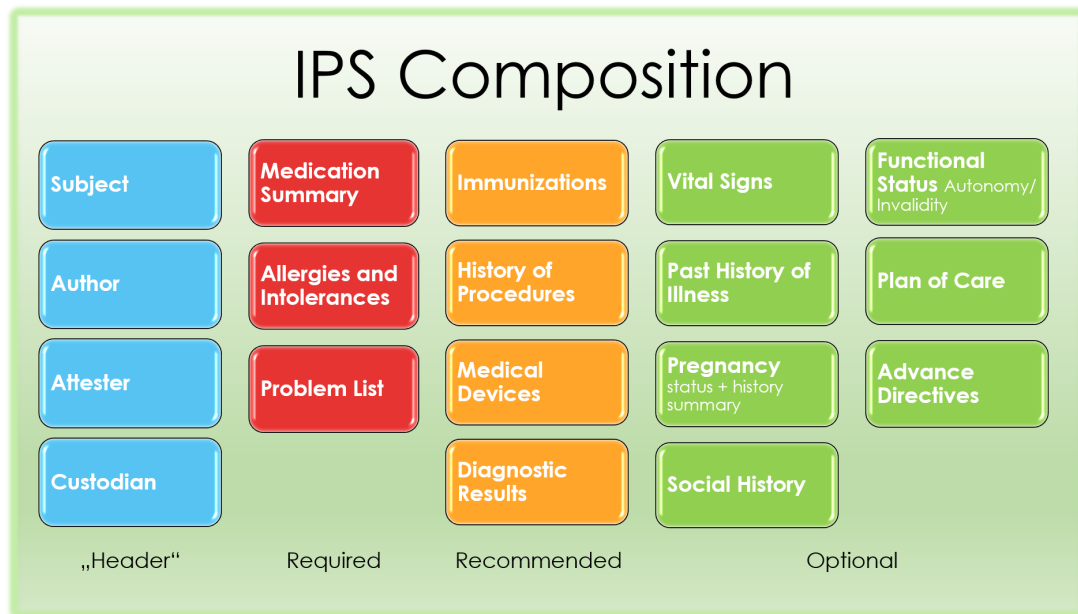 IPS Composition
Subject
Author
Attester
Custodian
„Header“
Medication
Summary
Allergies and
Intolerances
Problem List
Required
Immunizations
History of
Procedures
Medical
Devices
Diagnostic
Results
Recommended
Vital Signs
Past History of
Illness
Pregnancy
status + history
summary
Social History
Functional
Status Autonomy/
Invalidity
Plan of Care
Advance
Directives
Optional